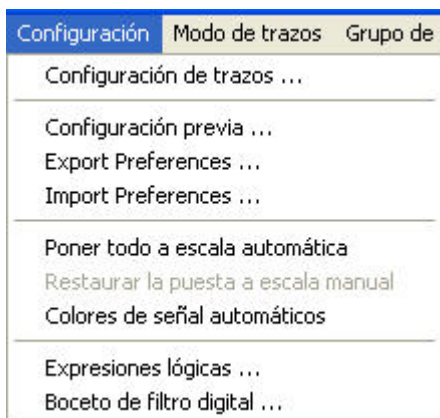 Configuración Modo de trazos Grupo de
Configuración de trazos ...
Configuración previa ...
Export Preferences ...
Import Preferences ...
Poner todo a escala automática
Restaurar la puesta a escala manual
Colores de señal automáticos
Expresiones lógicas ...
Boceto de filtro digital ...